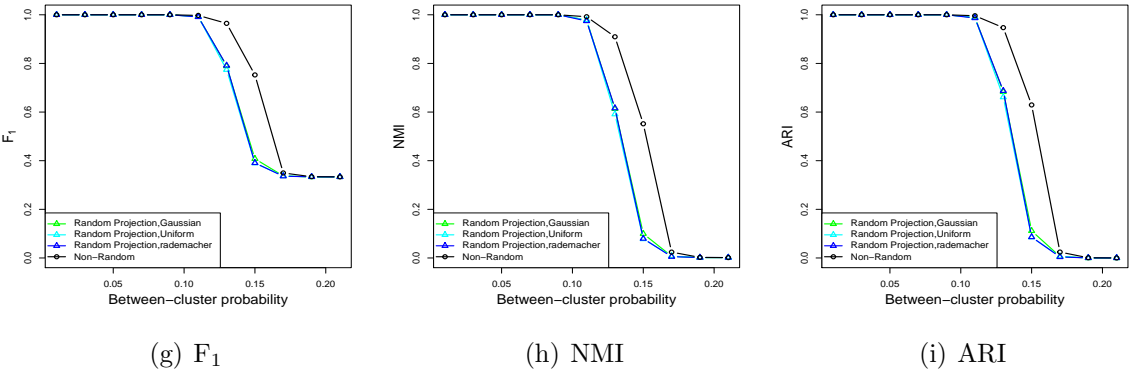 1.0
0.8
0.6
0.4
0.2
0.0
F1
Random Projection,Gaussian
Random Projection,Uniform
Random Projection,rademacher
Non−Random
0.05 0.10 0.15 0.20
Between−cluster probability
(g) F1
1.0
0.8
0.6
0.4
0.2
0.0
NMI
Random Projection,Gaussian
Random Projection,Uniform
Random Projection,rademacher
Non−Random
0.05 0.10 0.15 0.20
Between−cluster probability
(h) NMI
1.0
0.8
0.6
0.4
0.2
0.0
ARI
Random Projection,Gaussian
Random Projection,Uniform
Random Projection,rademacher
Non−Random
0.05 0.10 0.15 0.20
Between−cluster probability
(i) ARI